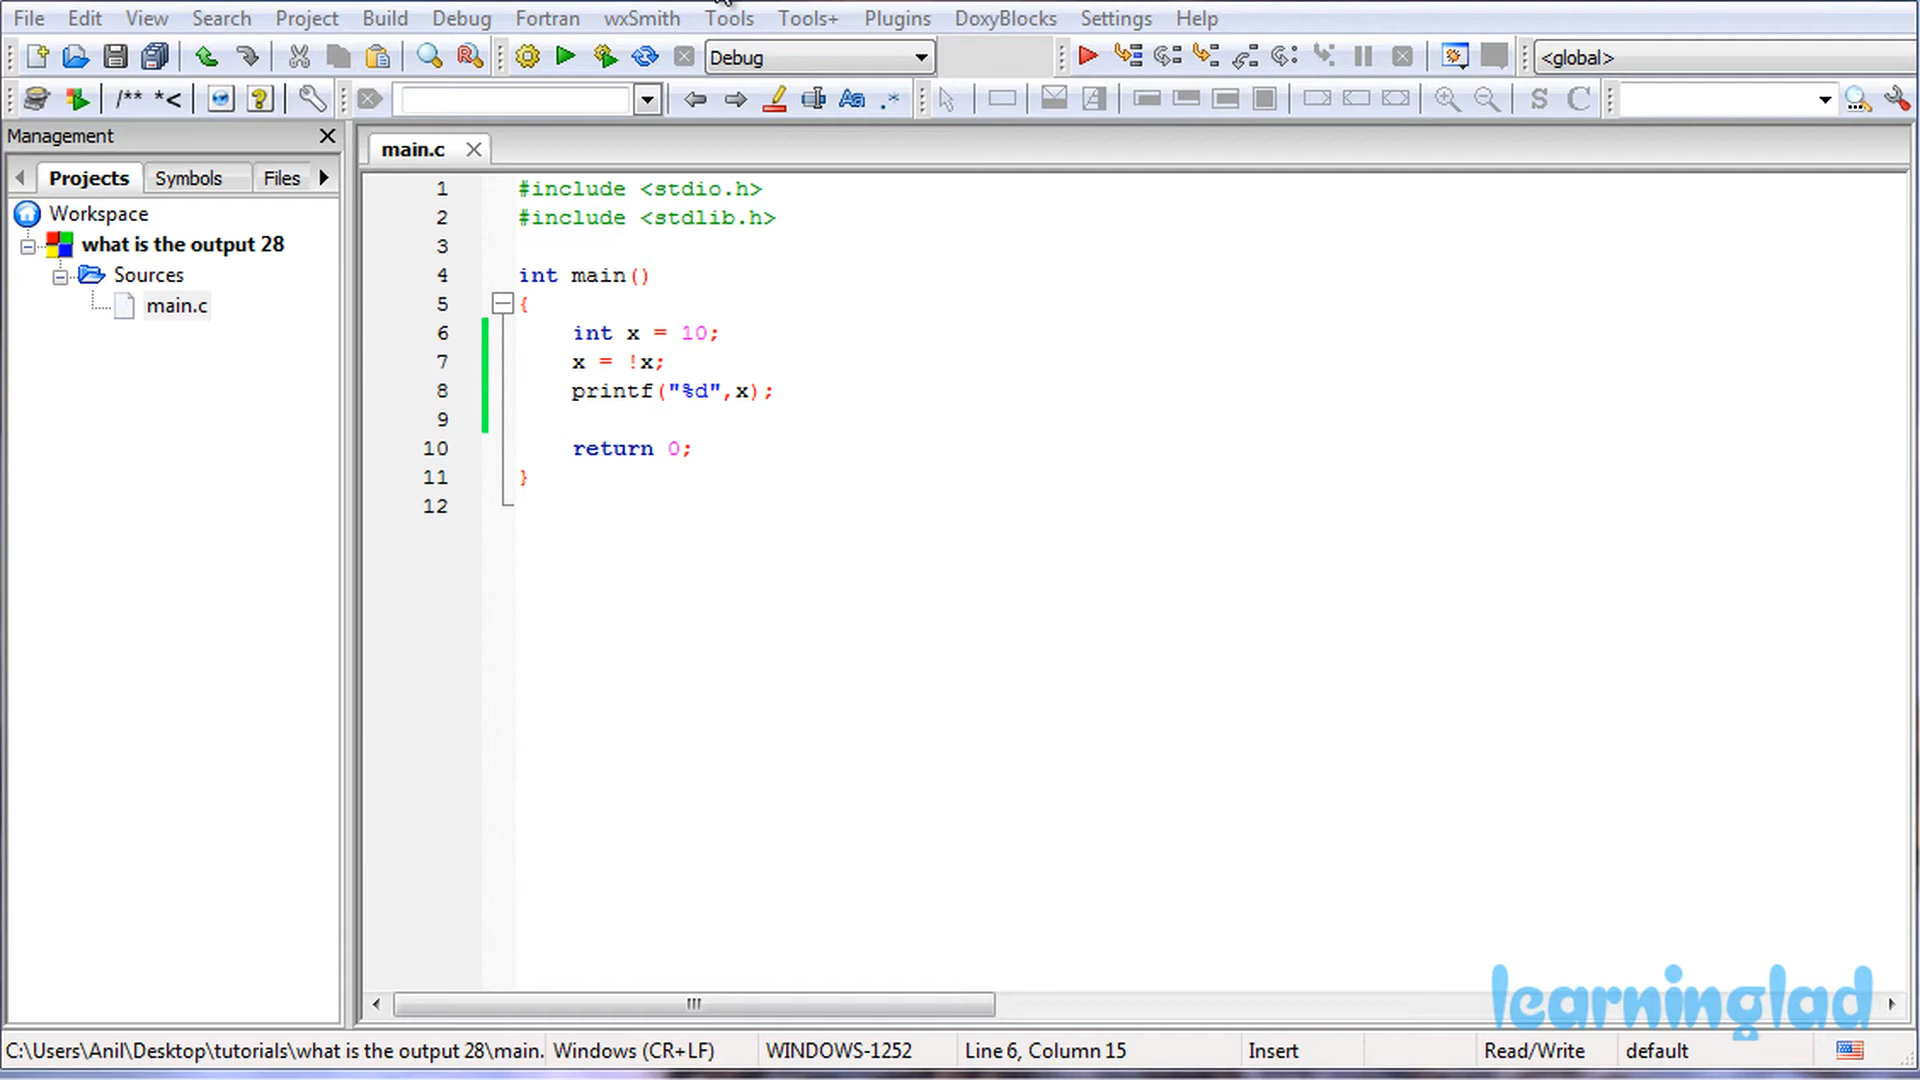 File Edit View Search Project Build Debug Fortran wxSmith Tools Tools+ Plugins DoxyBlocks Settings Help
Debug <global>
/** *< Aa .* S C
Management
main.c
Projects Symbols Files
Workspace
what is the output 28
Sources
main.c
1 #include <stdio.h>
2 #include <stdlib.h>
3
4 int main()
5 {
6 int x = 10;
7 x = !x;
8 printf("%d",x);
9
10 return 0;
11 }
12
learninglad
C:\Users\Anil\Desktop\tutorials\what is the output 28\main. Windows (CR+LF) WINDOWS-1252 Line 6, Column 15 Insert Read/Write default